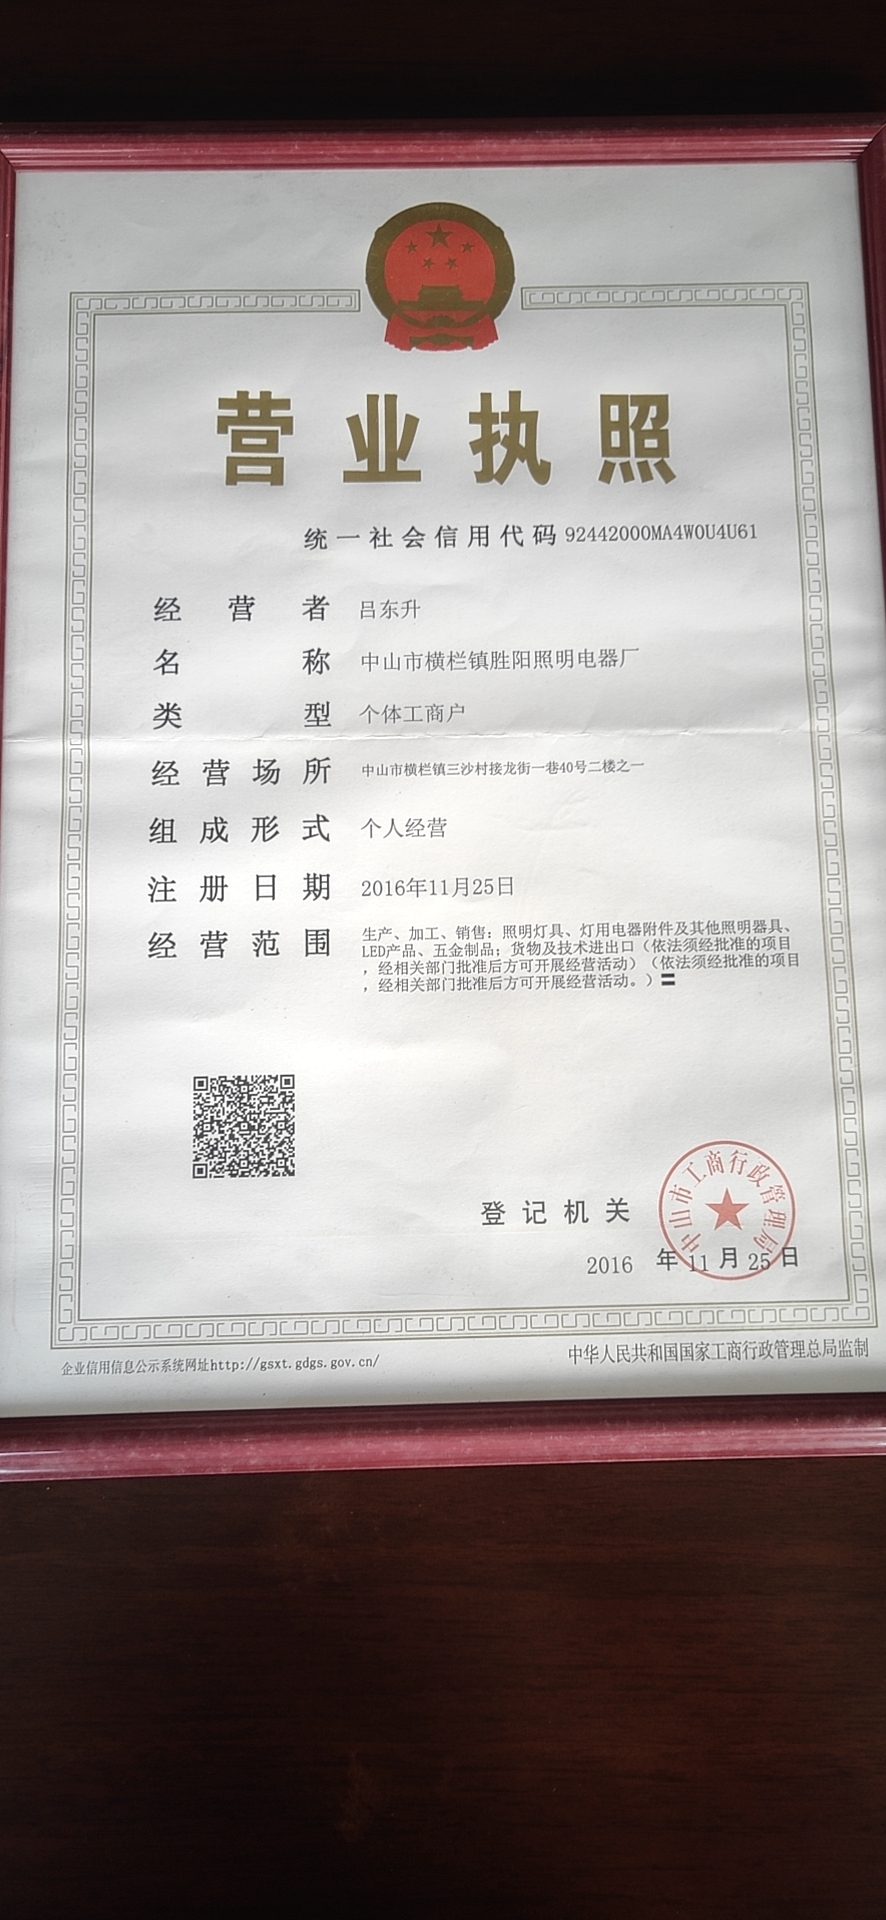 营业执照
统一社会信用代码 92442000MA4W0U4U61
经营者 吕东升
名称 中山市横栏镇胜阳照明电器厂
类型 个体工商户
经营场所 中山市横栏镇三沙村接龙街一巷40号二楼之一
组成形式 个人经营
注册日期 2016年11月25日
经营范围 生产、加工、销售：照明灯具、灯用电器附件及其他照明器具、
LED产品、五金制品；货物及技术进出口（依法须经批准的项目
，经相关部门批准后方可开展经营活动）（依法须经批准的项目
，经相关部门批准后方可开展经营活动。）〓
中山市工商行政管理局
登记机关
2016 年 11 月 25 日
企业信用信息公示系统网址http://gsxt.gdgs.gov.cn/
中华人民共和国国家工商行政管理总局监制